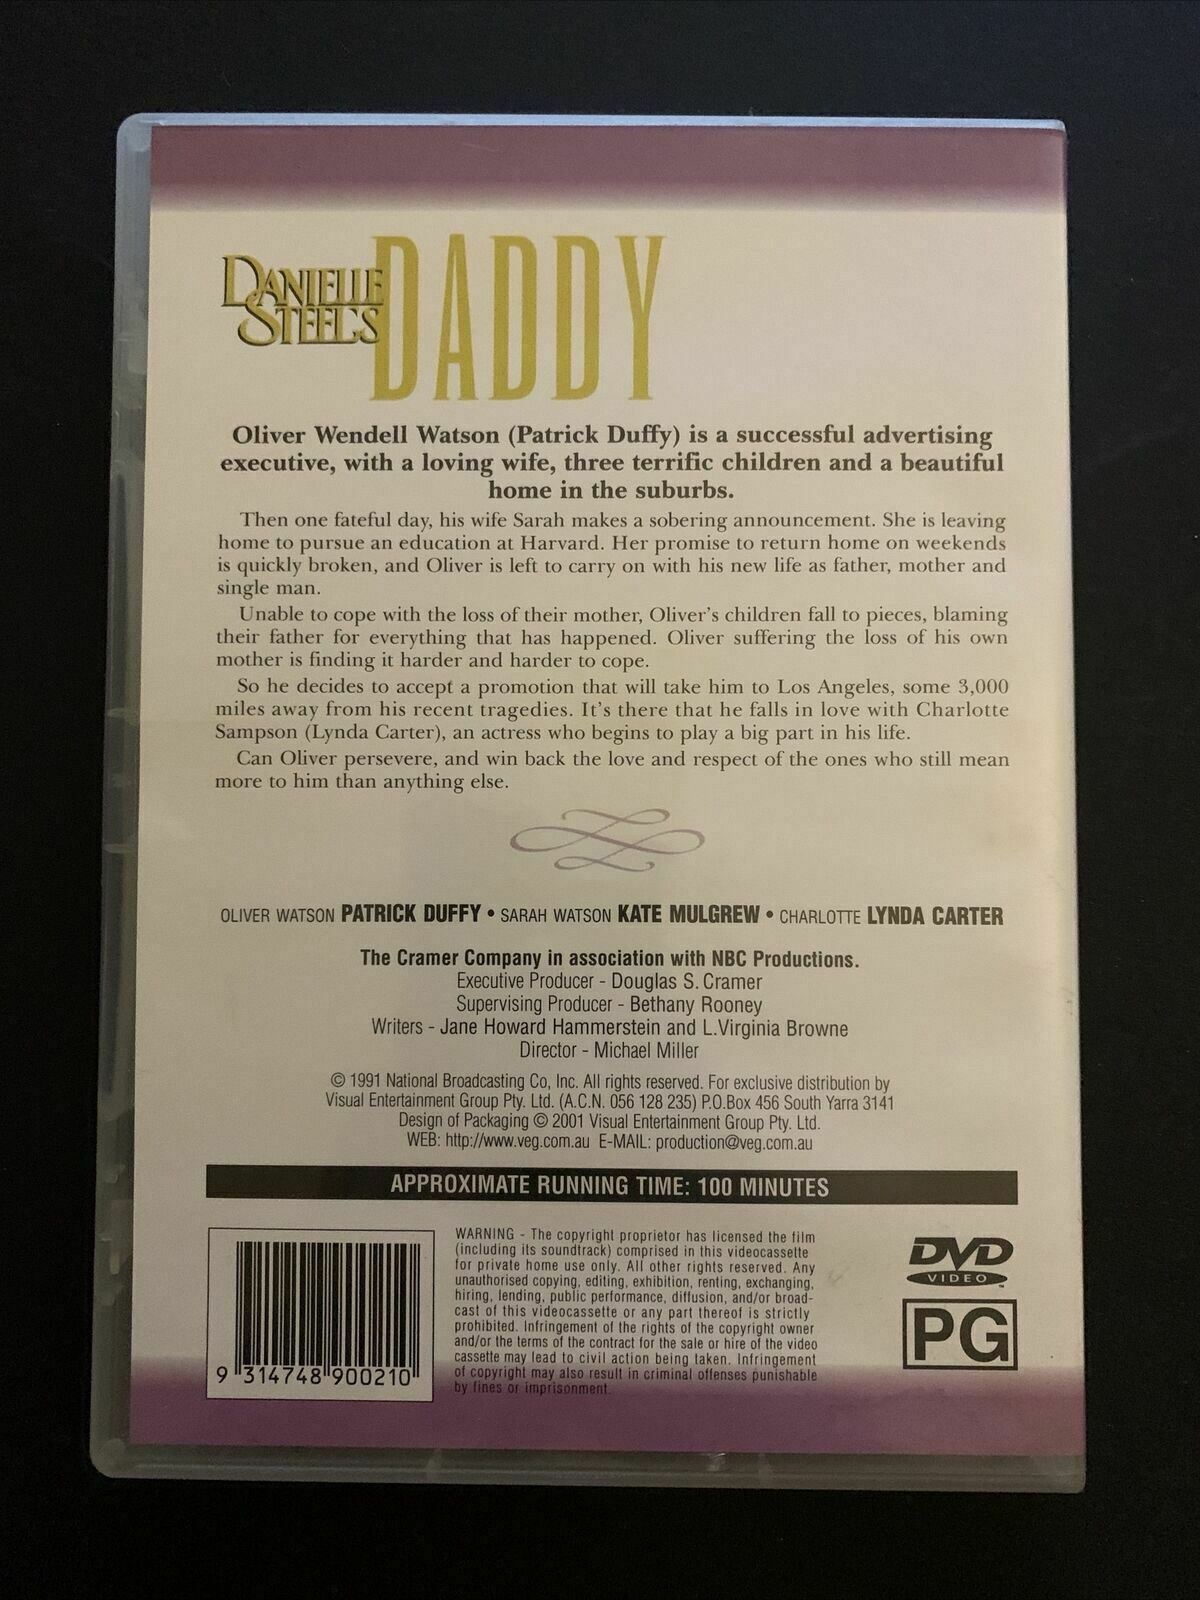 DANIELLE
STEEL'S
DADDY
Oliver Wendell Watson (Patrick Duffy) is a successful advertising
executive, with a loving wife, three terrific children and a beautiful
home in the suburbs.
Then one fateful day, his wife Sarah makes a sobering announcement. She is leaving
home to pursue an education at Harvard. Her promise to return home on weekends
is quickly broken, and Oliver is left to carry on with his new life as father, mother and
single man.
Unable to cope with the loss of their mother, Oliver's children fall to pieces, blaming
their father for everything that has happened. Oliver suffering the loss of his own
mother is finding it harder and harder to cope.
So he decides to accept a promotion that will take him to Los Angeles, some 3,000
miles away from his recent tragedies. It's there that he falls in love with Charlotte
Sampson (Lynda Carter), an actress who begins to play a big part in his life.
Can Oliver persevere, and win back the love and respect of the ones who still mean
more to him than anything else.
OLIVER WATSON PATRICK DUFFY • SARAH WATSON KATE MULGREW • CHARLOTTE LYNDA CARTER
The Cramer Company in association with NBC Productions.
Executive Producer - Douglas S. Cramer
Supervising Producer - Bethany Rooney
Writers - Jane Howard Hammerstein and L.Virginia Browne
Director - Michael Miller
© 1991 National Broadcasting Co, Inc. All rights reserved. For exclusive distribution by
Visual Entertainment Group Pty. Ltd. (A.C.N. 056 128 235) P.O.Box 456 South Yarra 3141
Design of Packaging © 2001 Visual Entertainment Group Pty. Ltd.
WEB: http://www.veg.com.au E-MAIL: production@veg.com.au
APPROXIMATE RUNNING TIME: 100 MINUTES
9 314748 900210
WARNING - The copyright proprietor has licensed the film
(including its soundtrack) comprised in this videocassette
for private home use only. All other rights reserved. Any
unauthorised copying, editing, exhibition, renting, exchanging,
hiring, lending, public performance, diffusion, and/or broad-
cast of this videocassette or any part thereof is strictly
prohibited. Infringement of the rights of the copyright owner
and/or the terms of the contract for the sale or hire of the video
cassette may lead to civil action being taken. Infringement
of copyright may also result in criminal offenses punishable
by fines or imprisonment.
DVD
VIDEO™
PG